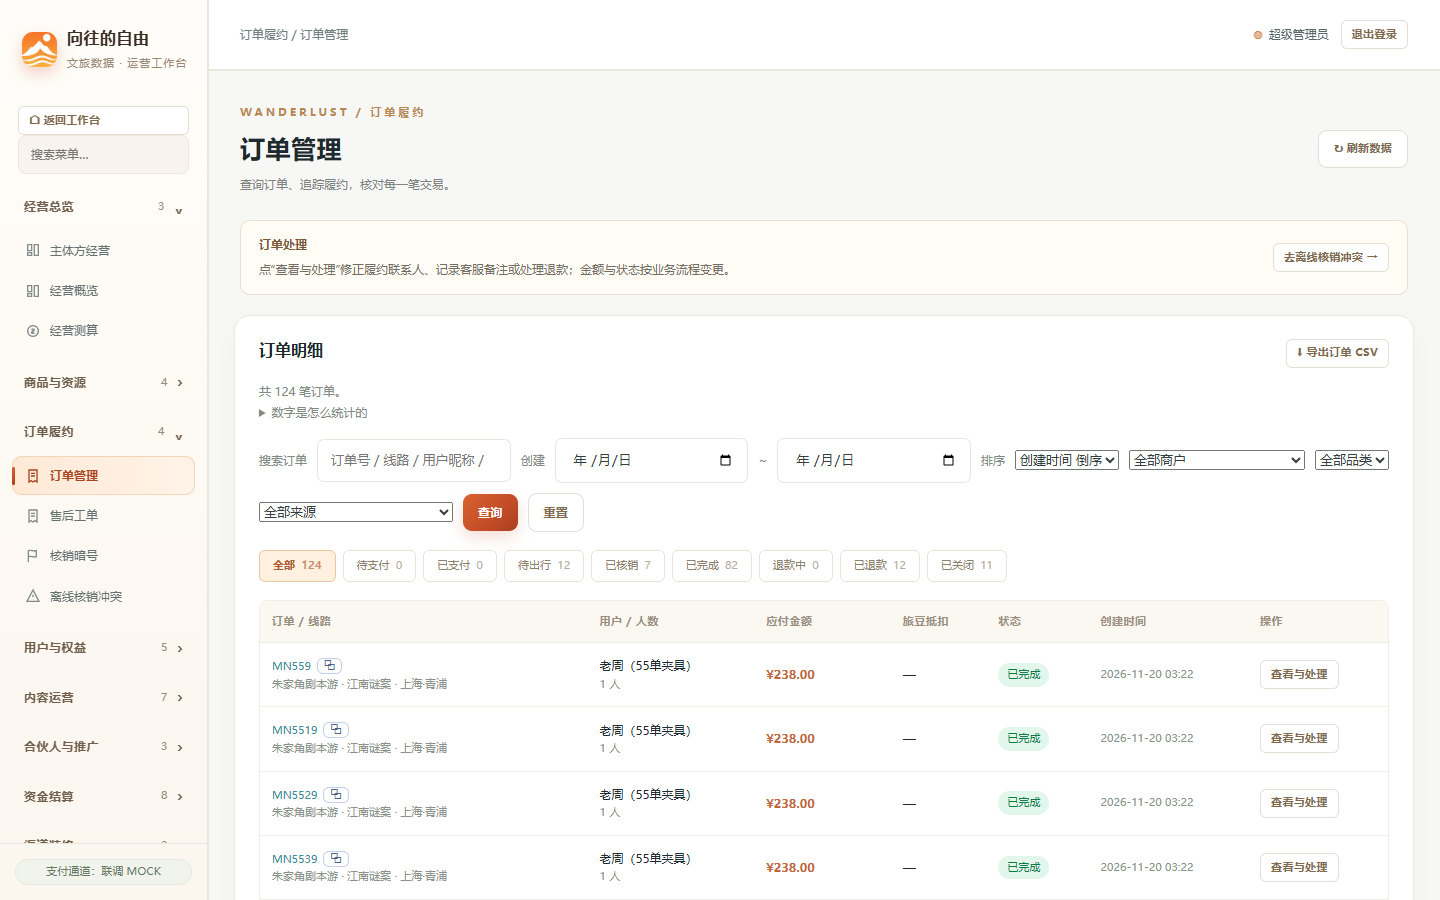 向往的自由
文旅数据 · 运营工作台
返回工作台
搜索菜单...
经营总览 3
主体方经营
经营概览
经营测算
商品与资源 4
订单履约 4
订单管理
售后工单
核销暗号
离线核销冲突
用户与权益 5
内容运营 7
合伙人与推广 3
资金结算 8
支付通道：联调 MOCK
订单履约 / 订单管理
超级管理员 退出登录
WANDERLUST / 订单履约
订单管理
查询订单、追踪履约，核对每一笔交易。
↻ 刷新数据
订单处理
点“查看与处理”修正履约联系人、记录客服备注或处理退款；金额与状态按业务流程变更。
去离线核销冲突 →
订单明细
⬇ 导出订单 CSV
共 124 笔订单。
▶ 数字是怎么统计的
搜索订单 订单号 / 线路 / 用户昵称 / 创建 年 /月/日 ~ 年 /月/日 排序 创建时间 倒序 全部商户 全部品类
全部来源 查询 重置
全部 124 待支付 0 已支付 0 待出行 12 已核销 7 已完成 82 退款中 0 已退款 12 已关闭 11
订单 / 线路 用户 / 人数 应付金额 旅豆抵扣 状态 创建时间 操作
MN559 老周（55单夹具） ¥238.00 — 已完成 2026-11-20 03:22 查看与处理
朱家角剧本游 · 江南谜案 · 上海·青浦 1 人
MN5519 老周（55单夹具） ¥238.00 — 已完成 2026-11-20 03:22 查看与处理
朱家角剧本游 · 江南谜案 · 上海·青浦 1 人
MN5529 老周（55单夹具） ¥238.00 — 已完成 2026-11-20 03:22 查看与处理
朱家角剧本游 · 江南谜案 · 上海·青浦 1 人
MN5539 老周（55单夹具） ¥238.00 — 已完成 2026-11-20 03:22 查看与处理
朱家角剧本游 · 江南谜案 · 上海·青浦 1 人